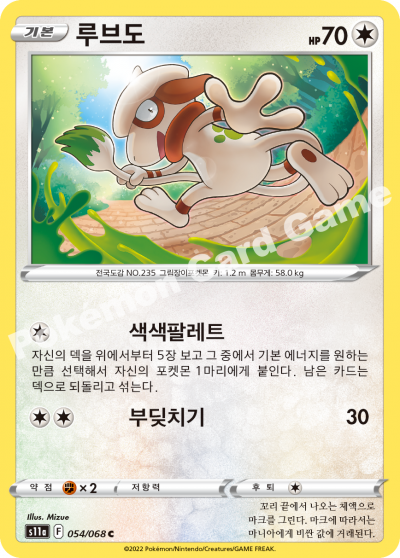 기본 루브도 HP 70
전국도감 NO.235 그림장이포켓몬 키: 1.2 m 몸무게: 58.0 kg
Pokémon Card Game
색색팔레트
자신의 덱을 위에서부터 5장 보고 그 중에서 기본 에너지를 원하는
만큼 선택해서 자신의 포켓몬 1마리에게 붙인다. 남은 카드는
덱으로 되돌리고 섞는다.
부딪치기 30
약점 ×2 저항력 후퇴
Illus. Mizue
s11a F 054/068 C
꼬리 끝에서 나오는 체액으로
마크를 그린다. 마크에 따라서는
마니아에게 비싼 값에 거래된다.
©2022 Pokémon/Nintendo/Creatures/GAME FREAK.